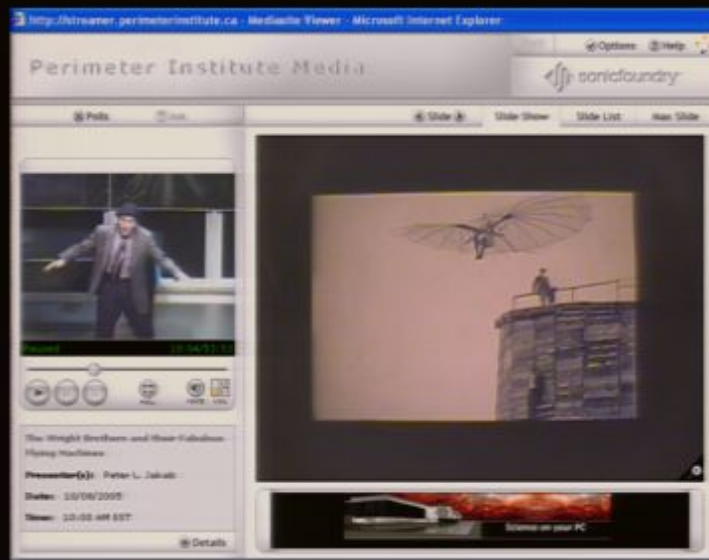 http://streamer.perimeterinstitute.ca - Mediasite Viewer - Microsoft Internet Explorer
Options Help
Perimeter Institute Media
sonicfoundry
Polls Ask
Slide Slide Show Slide List Max Slide
Paused
The Wright Brothers and their Fabulous
Flying Machines
Presenter(s): Peter L. Jakab
Date: 10/06/2005
Time: 10:00 AM EST
Details
Science on your PC